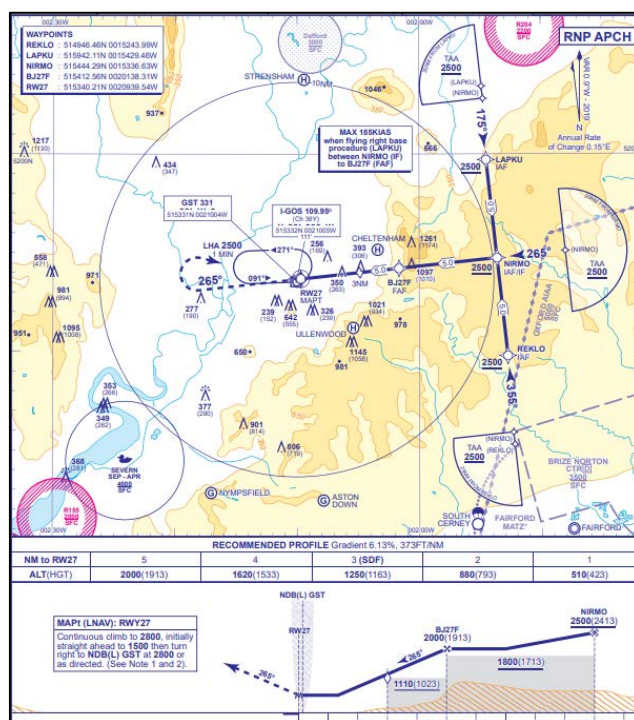 002 30W
002 00W
WAYPOINTS
REKLO : 514946.46N 0015243.99W
LAPKU : 515942.11N 0015429.46W
NIRMO : 515444.29N 0015336.63W
BJ27F : 515412.56N 0020138.31W
RW27 : 515340.21N 0020939.54W
Defford
3000
SFC
R204
2200
SFC
RNP APCH
STRENSHAM
10NM
1046
TAA
2500
(LAPKU)
(NIRMO)
VAR 0.9°W - 2019
N
Annual Rate
of Change 0.15°E
937
MAX 185KIAS
when flying right base
procedure (LAPKU)
between NIRMO (IF)
to BJ27F (FAF)
666
175°
1217
(1130)
5200N
434
(347)
2500
LAPKU
IAF
GST 331
515331N 0021004W
I-GOS 109.95
(Ch 36Y)
515332N 0021005W
5.0
LHA 2500
1 MIN
271°
256
(169)
CHELTENHAM
393
(306)
1261
(1174)
NIRMO
IAF/IF
265°
(NIRMO)
TAA
2500
558
(471)
971
265°
091°
350
(263)
3NM
5.0
BJ27F
FAF
1097
(1010)
5.0
2500
981
(894)
277
(190)
RW27
MAPT
239
(152)
642
(555)
326
(239)
1021
(934)
978
5.0
OXFORD AIAA
951
1095
(1008)
ULLENWOOD
650
1145
(1058)
981
2500
REKLO
IAF
355°
353
(266)
349
(262)
377
(290)
901
(814)
806
(719)
TAA
2500
(NIRMO)
(REKLO)
368
SEVERN
SEP - APR
4000
SFC
BRIZE NORTON
CTR(D)
3500
SFC
R155
2000
SFC
NYMPSFIELD
ASTON
DOWN
SOUTH
CERNEY
FAIRFORD
MATZ
FAIRFORD
002 30W
002 00W
RECOMMENDED PROFILE Gradient 6.13%, 373FT/NM
NM to RW27 5 4 3 (SDF) 2 1
ALT(HGT) 2000(1913) 1620(1533) 1250(1163) 880(793) 510(423)
NDB(L) GST
RW27
MAPt (LNAV): RWY27
Continuous climb to 2800, initially
straight ahead to 1500 then turn
right to NDB(L) GST at 2800 or
as directed. (See Note 1 and 2).
BJ27F
2000(1913)
NIRMO
2500(2413)
265°
265°
1110(1023)
1800(1713)